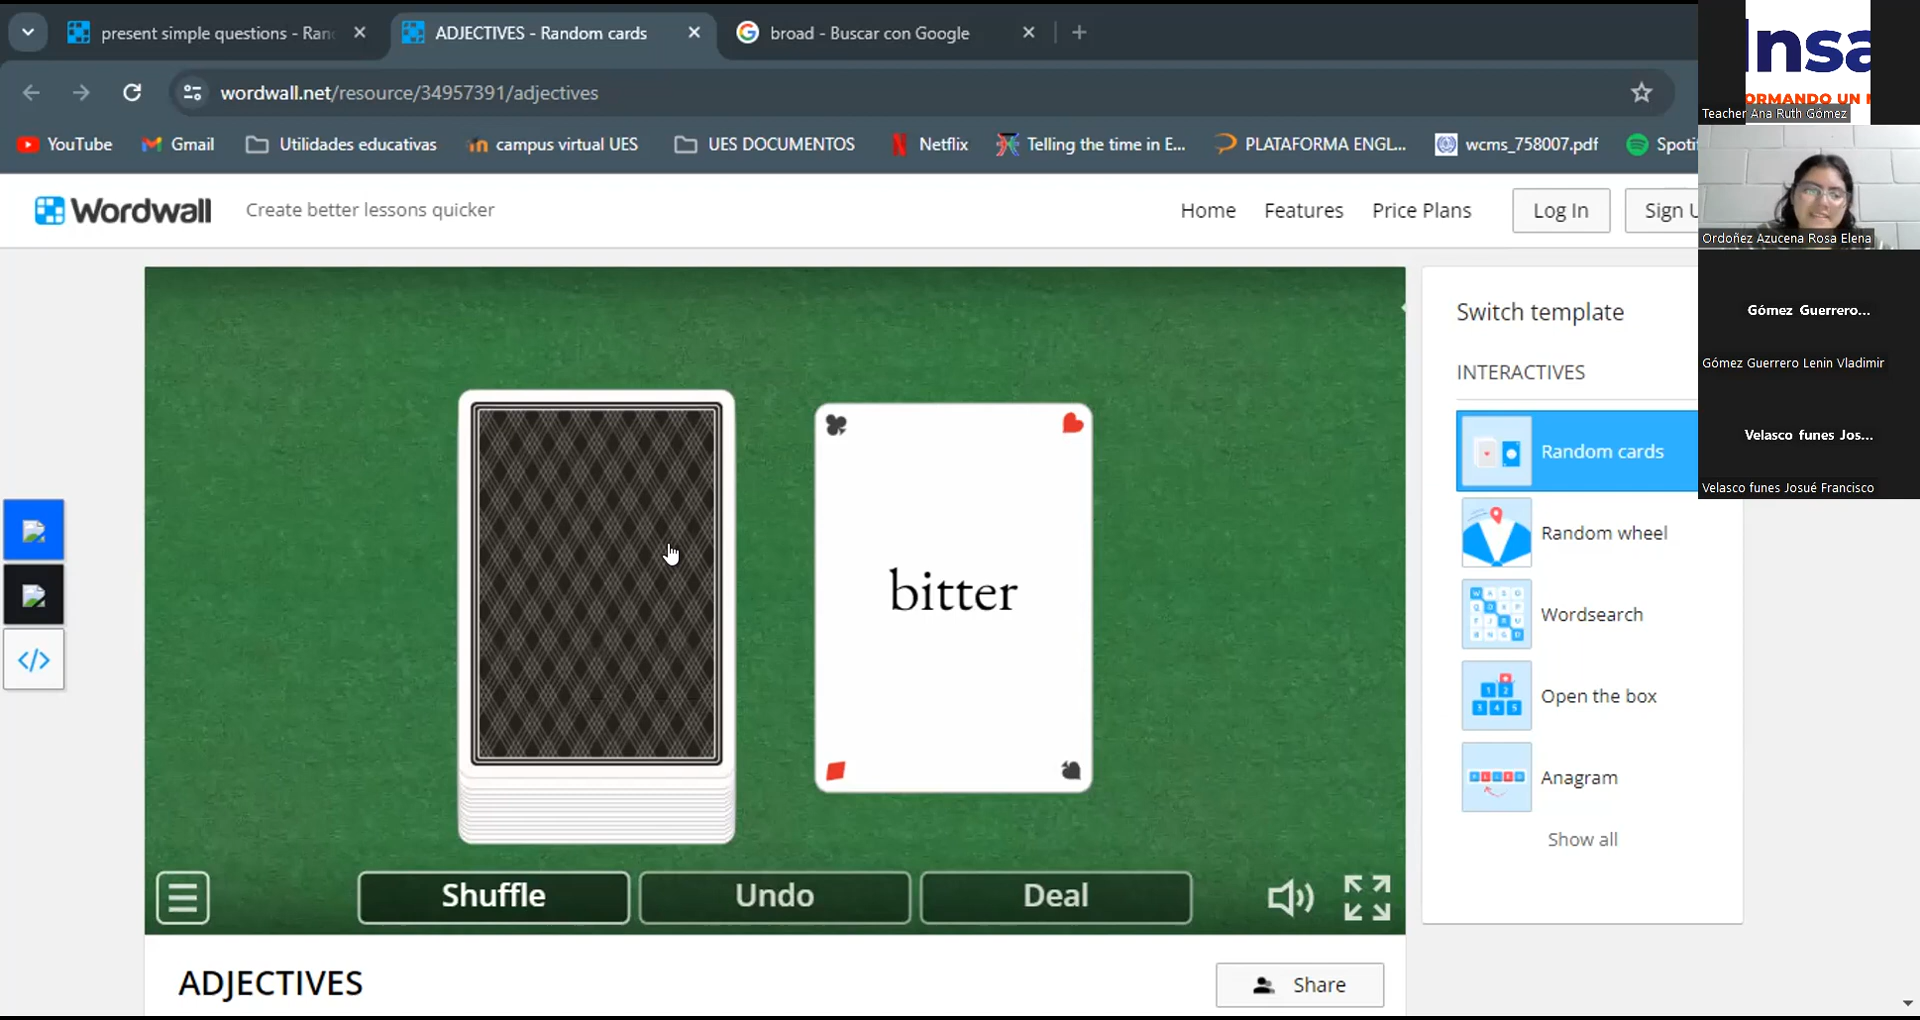 present simple questions - Ran
ADJECTIVES - Random cards
broad - Buscar con Google
wordwall.net/resource/34957391/adjectives
YouTube
Gmail
Utilidades educativas
campus virtual UES
UES DOCUMENTOS
Netflix
Telling the time in E...
PLATAFORMA ENGL...
wcms_758007.pdf
Spoti
Wordwall
Create better lessons quicker
Home
Features
Price Plans
Log In
Sign U
bitter
Shuffle
Undo
Deal
ADJECTIVES
Share
Switch template
INTERACTIVES
Random cards
Random wheel
Wordsearch
Open the box
Anagram
Show all
Insa
ORMANDO UN
Teacher Ana Ruth Gómez
Ordoñez Azucena Rosa Elena
Gómez Guerrero...
Gómez Guerrero Lenin Vladimir
Velasco funes Jos...
Velasco funes Josué Francisco